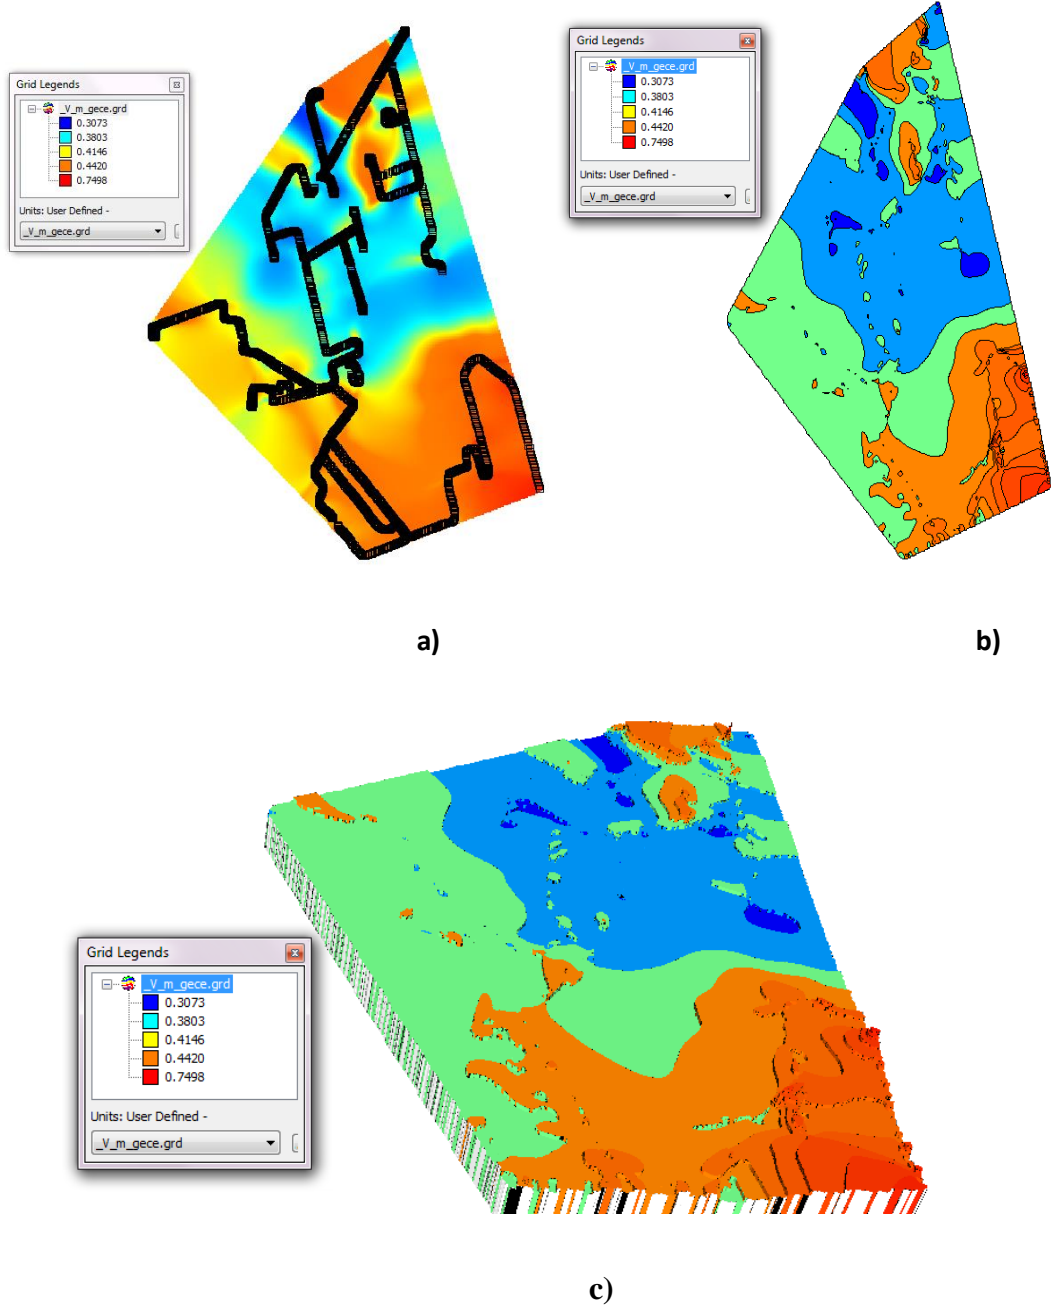 Grid Legends
_V_m_gece.grd
0.3073
0.3803
0.4146
0.4420
0.7498
Units: User Defined -
_V_m_gece.grd
Grid Legends
_V_m_gece.grd
0.3073
0.3803
0.4146
0.4420
0.7498
Units: User Defined -
_V_m_gece.grd
a)
b)
Grid Legends
_V_m_gece.grd
0.3073
0.3803
0.4146
0.4420
0.7498
Units: User Defined -
_V_m_gece.grd
c)